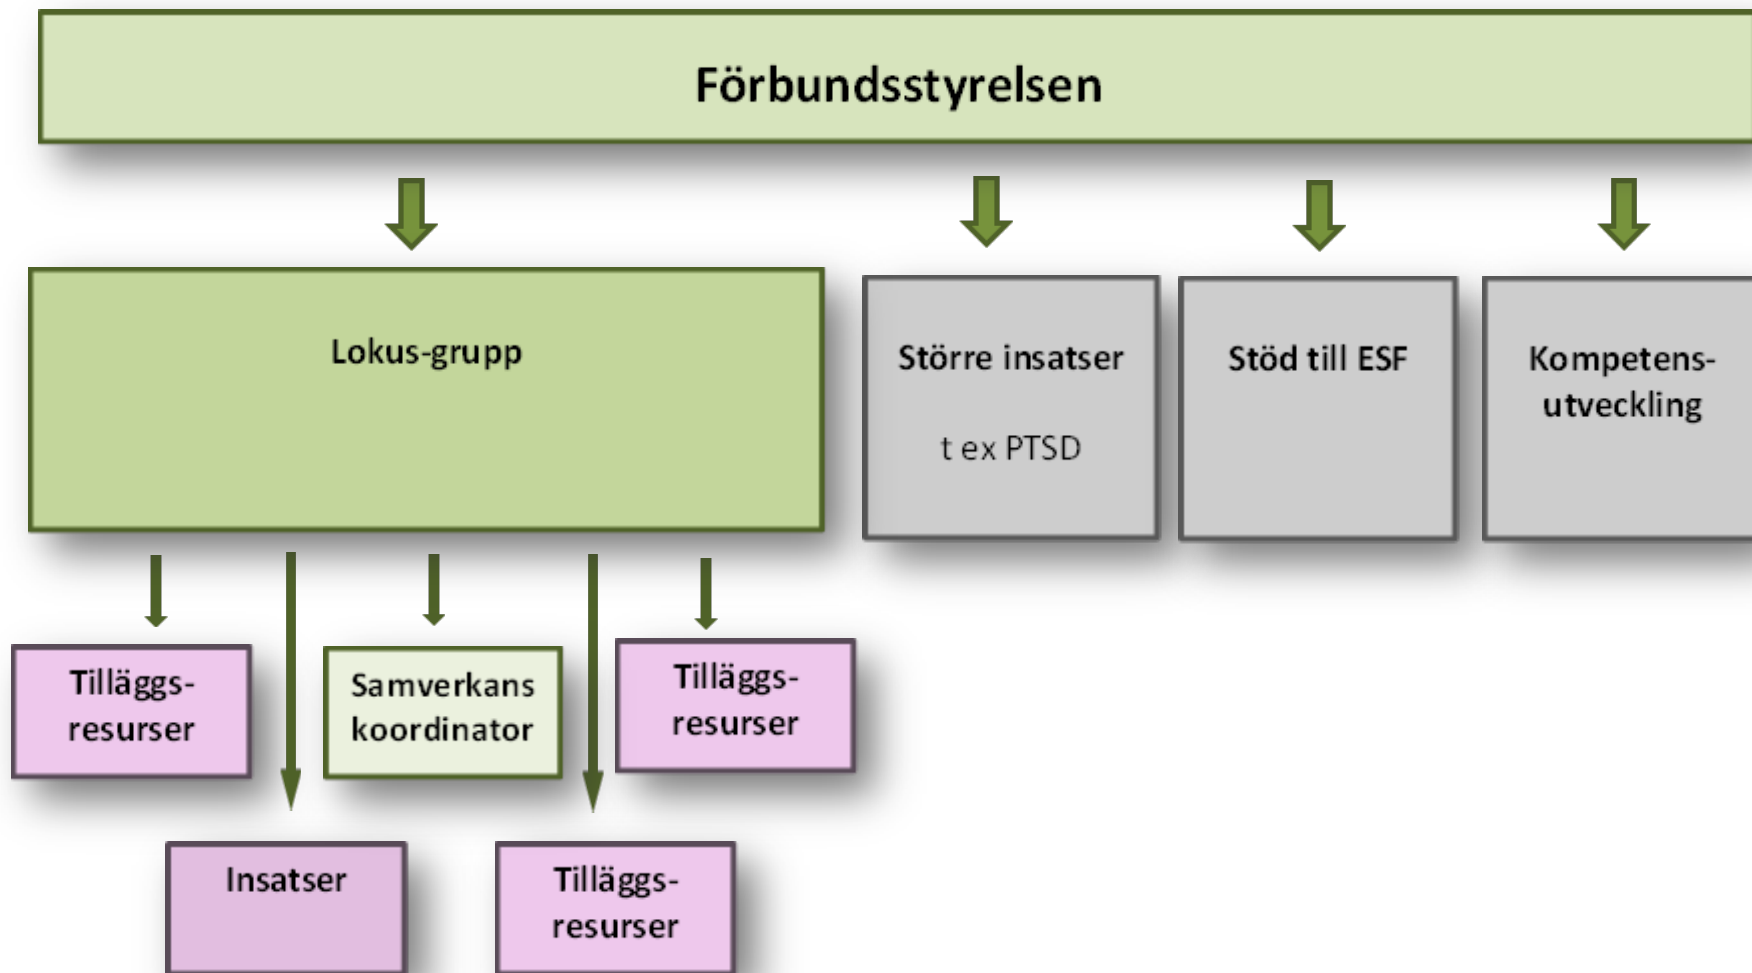 Förbundsstyrelsen
Lokus-grupp
Större insatser
t ex PTSD
Stöd till ESF
Kompetens-
utveckling
Tilläggs-
resurser
Samverkans
koordinator
Tilläggs-
resurser
Insatser
Tilläggs-
resurser